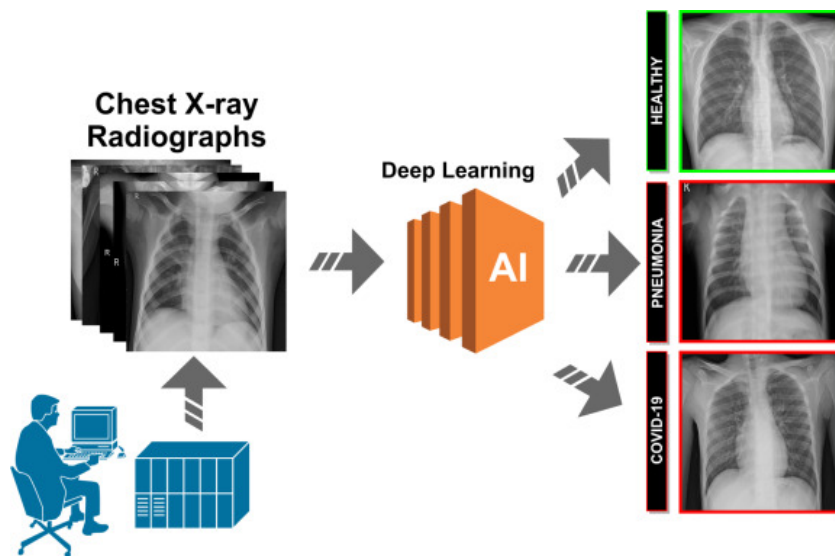 Chest X-ray
Radiographs
R
R
R
R
Deep Learning
AI
HEALTHY
R
PNEUMONIA
COVID-19